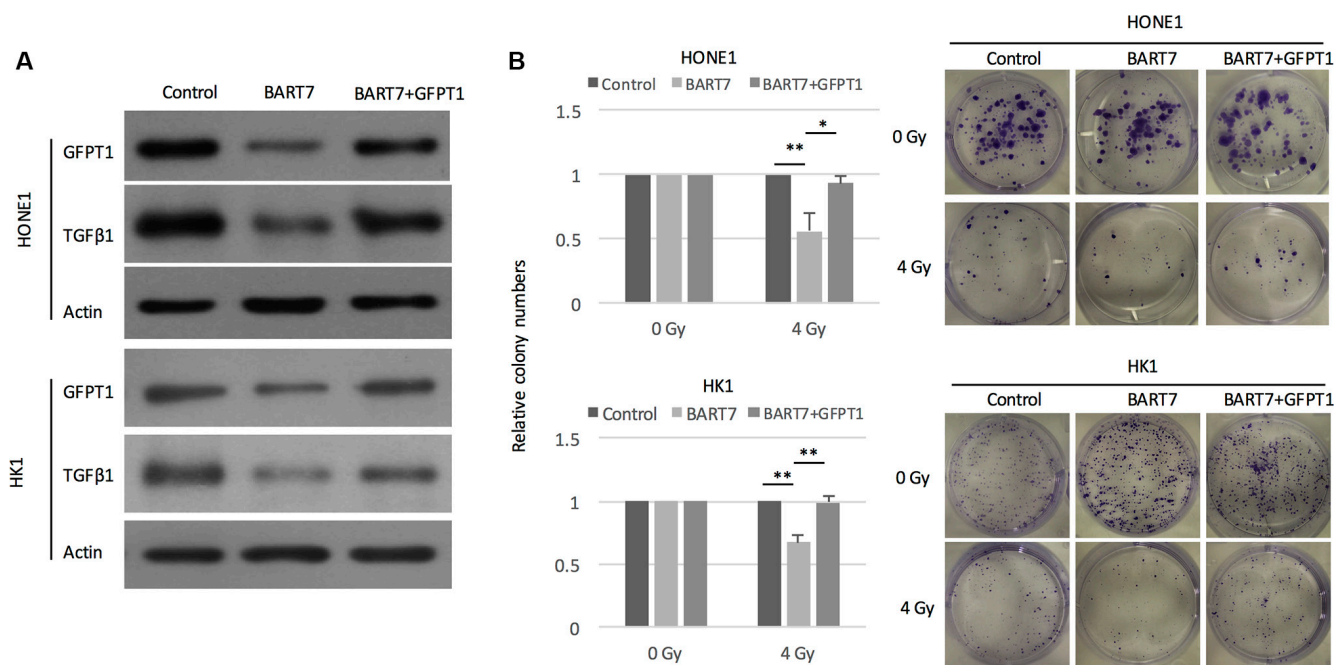 A
Control BART7 BART7+GFPT1
HONE1
GFPT1
TGFβ1
Actin
HK1
GFPT1
TGFβ1
Actin
B
Relative colony numbers
HONE1
Control BART7 BART7+GFPT1
1.5
1
0.5
0
** *
0 Gy 4 Gy
HK1
Control BART7 BART7+GFPT1
1.5
1
0.5
0
** **
0 Gy 4 Gy
HONE1
Control BART7 BART7+GFPT1
0 Gy
4 Gy
HK1
Control BART7 BART7+GFPT1
0 Gy
4 Gy